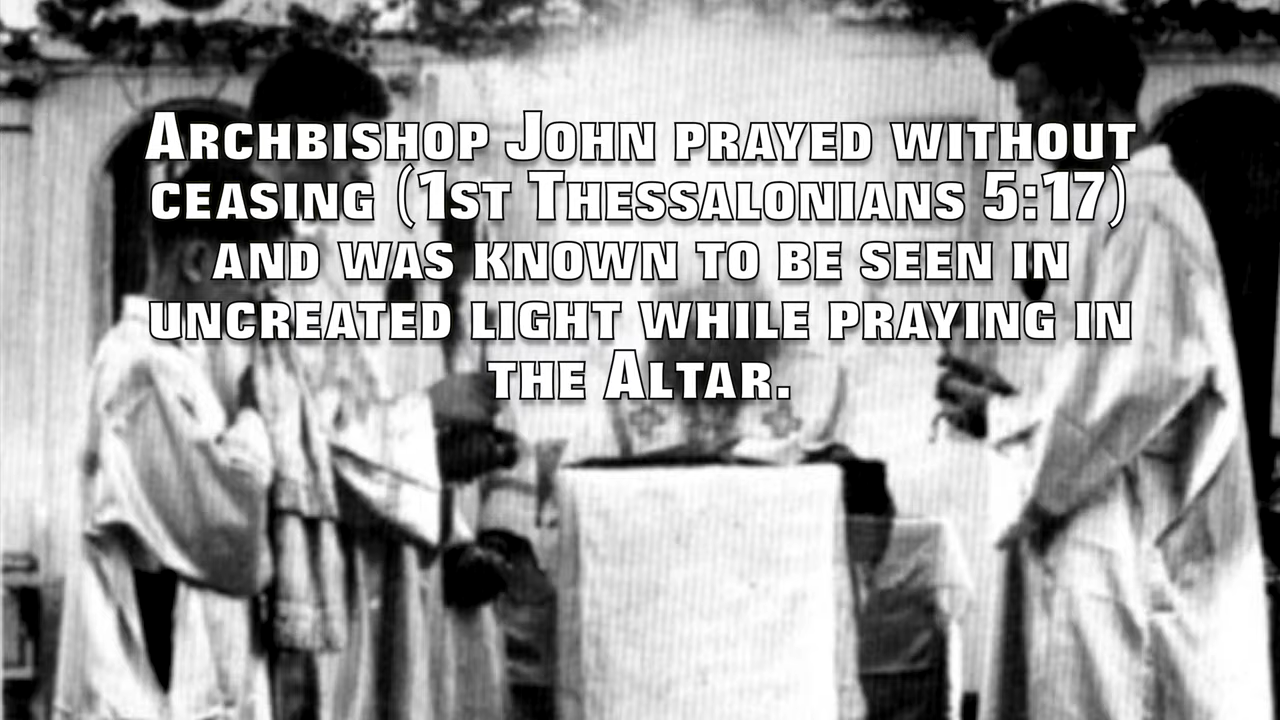 Archbishop John prayed without
ceasing (1st Thessalonians 5:17)
and was known to be seen in
uncreated light while praying in
the Altar.